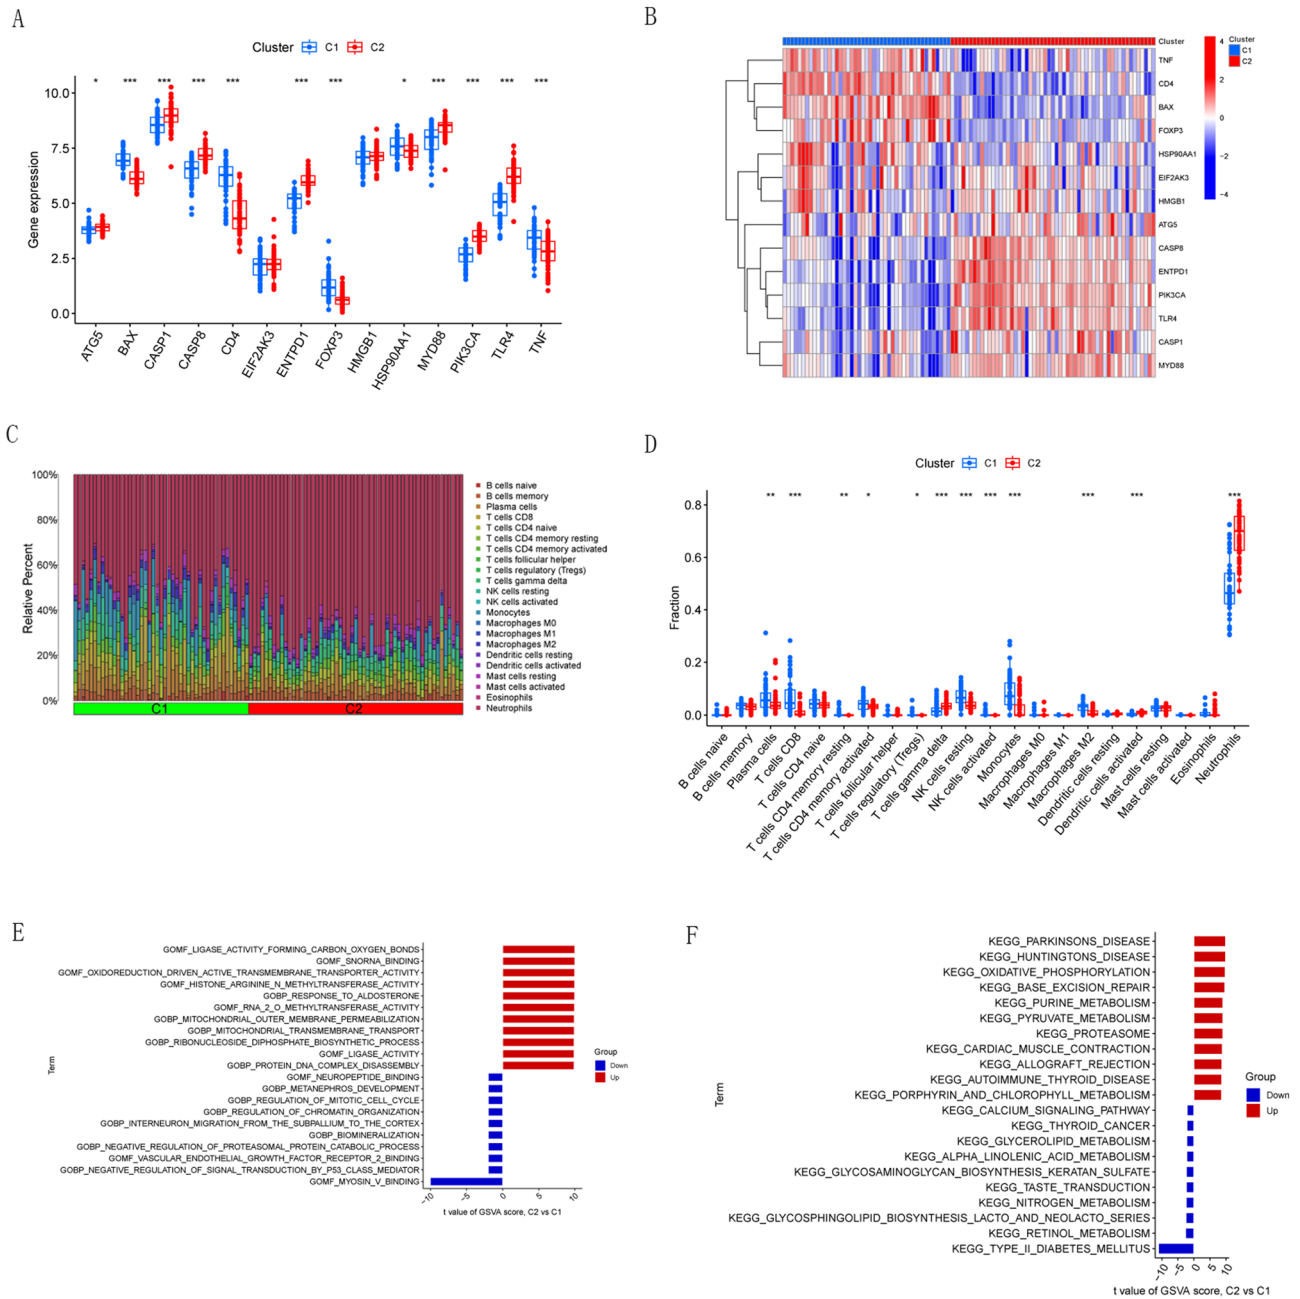 A
Cluster C1 C2
* *** *** *** *** *** *** * *** *** *** ***
Gene expression
10.0
7.5
5.0
2.5
0.0
ATG5
BAX
CASP1
CASP8
CD4
EIF2AK3
ENTPD1
FOXP3
HMGB1
HSP90AA1
MYD88
PIK3CA
TLR4
TNF
B
Cluster
TNF
CD4
BAX
FOXP3
HSP90AA1
EIF2AK3
HMGB1
ATG5
CASP8
ENTPD1
PIK3CA
TLR4
CASP1
MYD88
4
2
0
−2
−4
Cluster
C1
C2
C
Relative Percent
100%
80%
60%
40%
20%
0%
C1 C2
B cells naive
B cells memory
Plasma cells
T cells CD8
T cells CD4 naive
T cells CD4 memory resting
T cells CD4 memory activated
T cells follicular helper
T cells regulatory (Tregs)
T cells gamma delta
NK cells resting
NK cells activated
Monocytes
Macrophages M0
Macrophages M1
Macrophages M2
Dendritic cells resting
Dendritic cells activated
Mast cells resting
Mast cells activated
Eosinophils
Neutrophils
D
Cluster C1 C2
** *** ** * * *** *** *** *** *** *** ***
Fraction
0.8
0.6
0.4
0.2
0.0
B cells naive
B cells memory
Plasma cells
T cells CD8
T cells CD4 naive
T cells CD4 memory resting
T cells CD4 memory activated
T cells follicular helper
T cells regulatory (Tregs)
T cells gamma delta
NK cells resting
NK cells activated
Monocytes
Macrophages M0
Macrophages M1
Macrophages M2
Dendritic cells resting
Dendritic cells activated
Mast cells resting
Mast cells activated
Eosinophils
Neutrophils
E
Term
GOMF_LIGASE_ACTIVITY_FORMING_CARBON_OXYGEN_BONDS
GOMF_SNORNA_BINDING
GOMF_OXIDOREDUCTION_DRIVEN_ACTIVE_TRANSMEMBRANE_TRANSPORTER_ACTIVITY
GOMF_HISTONE_ARGININE_N_METHYLTRANSFERASE_ACTIVITY
GOBP_RESPONSE_TO_ALDOSTERONE
GOMF_RNA_2_O_METHYLTRANSFERASE_ACTIVITY
GOBP_MITOCHONDRIAL_OUTER_MEMBRANE_PERMEABILIZATION
GOBP_MITOCHONDRIAL_TRANSMEMBRANE_TRANSPORT
GOBP_RIBONUCLEOSIDE_DIPHOSPHATE_BIOSYNTHETIC_PROCESS
GOMF_LIGASE_ACTIVITY
GOBP_PROTEIN_DNA_COMPLEX_DISASSEMBLY
GOMF_NEUROPEPTIDE_BINDING
GOBP_METANEPHROS_DEVELOPMENT
GOBP_REGULATION_OF_MITOTIC_CELL_CYCLE
GOBP_REGULATION_OF_CHROMATIN_ORGANIZATION
GOBP_INTERNEURON_MIGRATION_FROM_THE_SUBPALLIUM_TO_THE_CORTEX
GOBP_BIOMINERALIZATION
GOBP_NEGATIVE_REGULATION_OF_PROTEASOMAL_PROTEIN_CATABOLIC_PROCESS
GOMF_VASCULAR_ENDOTHELIAL_GROWTH_FACTOR_RECEPTOR_2_BINDING
GOBP_NEGATIVE_REGULATION_OF_SIGNAL_TRANSDUCTION_BY_P53_CLASS_MEDIATOR
GOMF_MYOSIN_V_BINDING
−10 −5 0 5 10
t value of GSVA score, C2 vs C1
Group
Down
Up
F
Term
KEGG_PARKINSONS_DISEASE
KEGG_HUNTINGTONS_DISEASE
KEGG_OXIDATIVE_PHOSPHORYLATION
KEGG_BASE_EXCISION_REPAIR
KEGG_PURINE_METABOLISM
KEGG_PYRUVATE_METABOLISM
KEGG_PROTEASOME
KEGG_CARDIAC_MUSCLE_CONTRACTION
KEGG_ALLOGRAFT_REJECTION
KEGG_AUTOIMMUNE_THYROID_DISEASE
KEGG_PORPHYRIN_AND_CHLOROPHYLL_METABOLISM
KEGG_CALCIUM_SIGNALING_PATHWAY
KEGG_THYROID_CANCER
KEGG_GLYCEROLIPID_METABOLISM
KEGG_ALPHA_LINOLENIC_ACID_METABOLISM
KEGG_GLYCOSAMINOGLYCAN_BIOSYNTHESIS_KERATAN_SULFATE
KEGG_TASTE_TRANSDUCTION
KEGG_NITROGEN_METABOLISM
KEGG_GLYCOSPHINGOLIPID_BIOSYNTHESIS_LACTO_AND_NEOLACTO_SERIES
KEGG_RETINOL_METABOLISM
KEGG_TYPE_II_DIABETES_MELLITUS
−10 −5 0 5 10
t value of GSVA score, C2 vs C1
Group
Down
Up